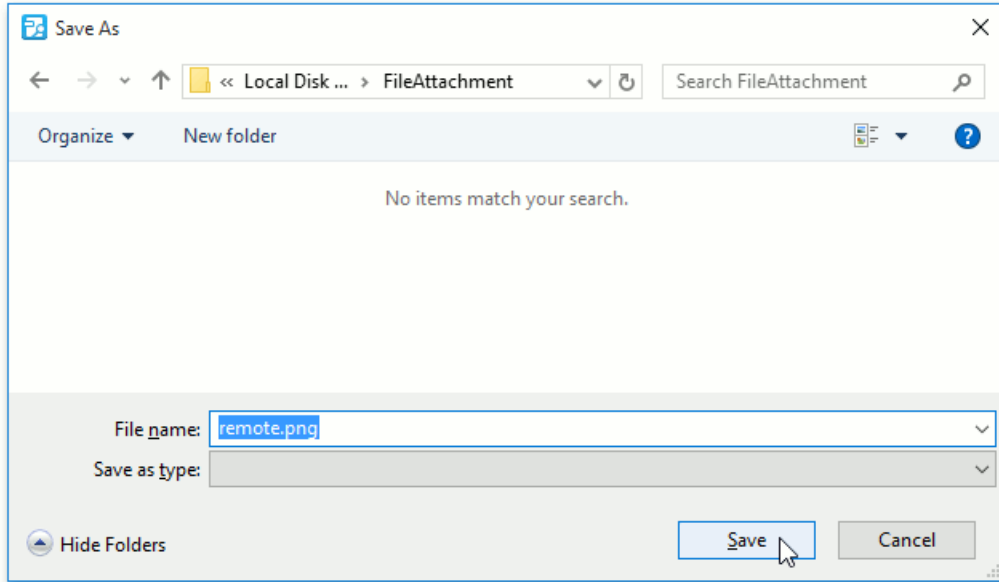 Save As
« Local Disk ... › FileAttachment
Search FileAttachment
Organize
New folder
No items match your search.
File name: remote.png
Save as type:
Hide Folders
Save
Cancel